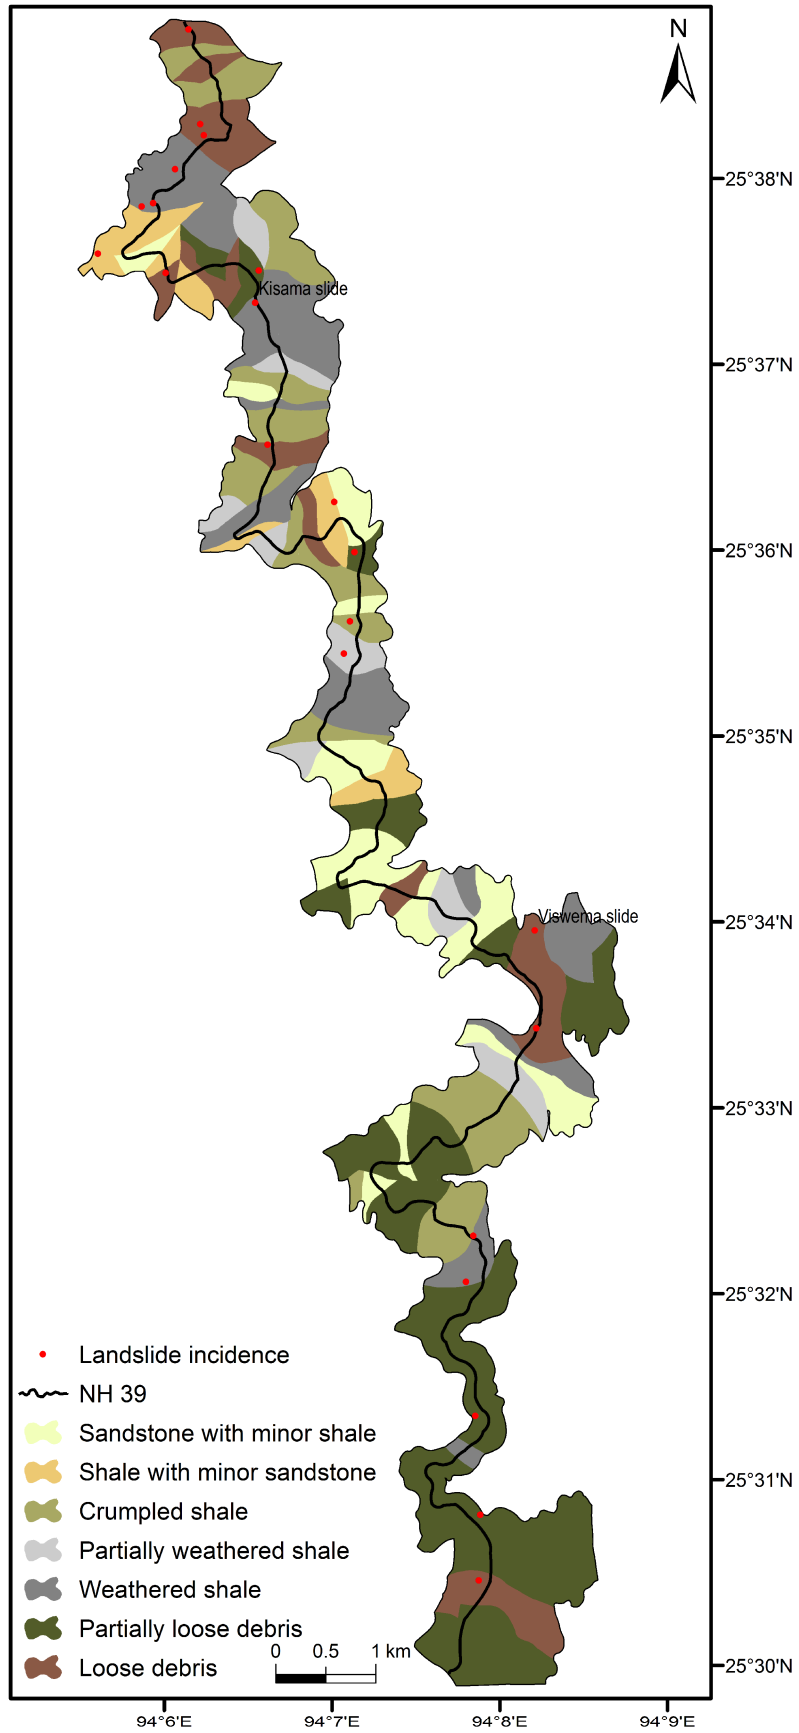 N
25°38'N
Kisama slide
25°37'N
25°36'N
25°35'N
25°34'N
Viswema slide
25°33'N
25°32'N
25°31'N
25°30'N
Landslide incidence
NH 39
Sandstone with minor shale
Shale with minor sandstone
Crumpled shale
Partially weathered shale
Weathered shale
Partially loose debris
Loose debris
0 0.5 1 km
94°6'E 94°7'E 94°8'E 94°9'E